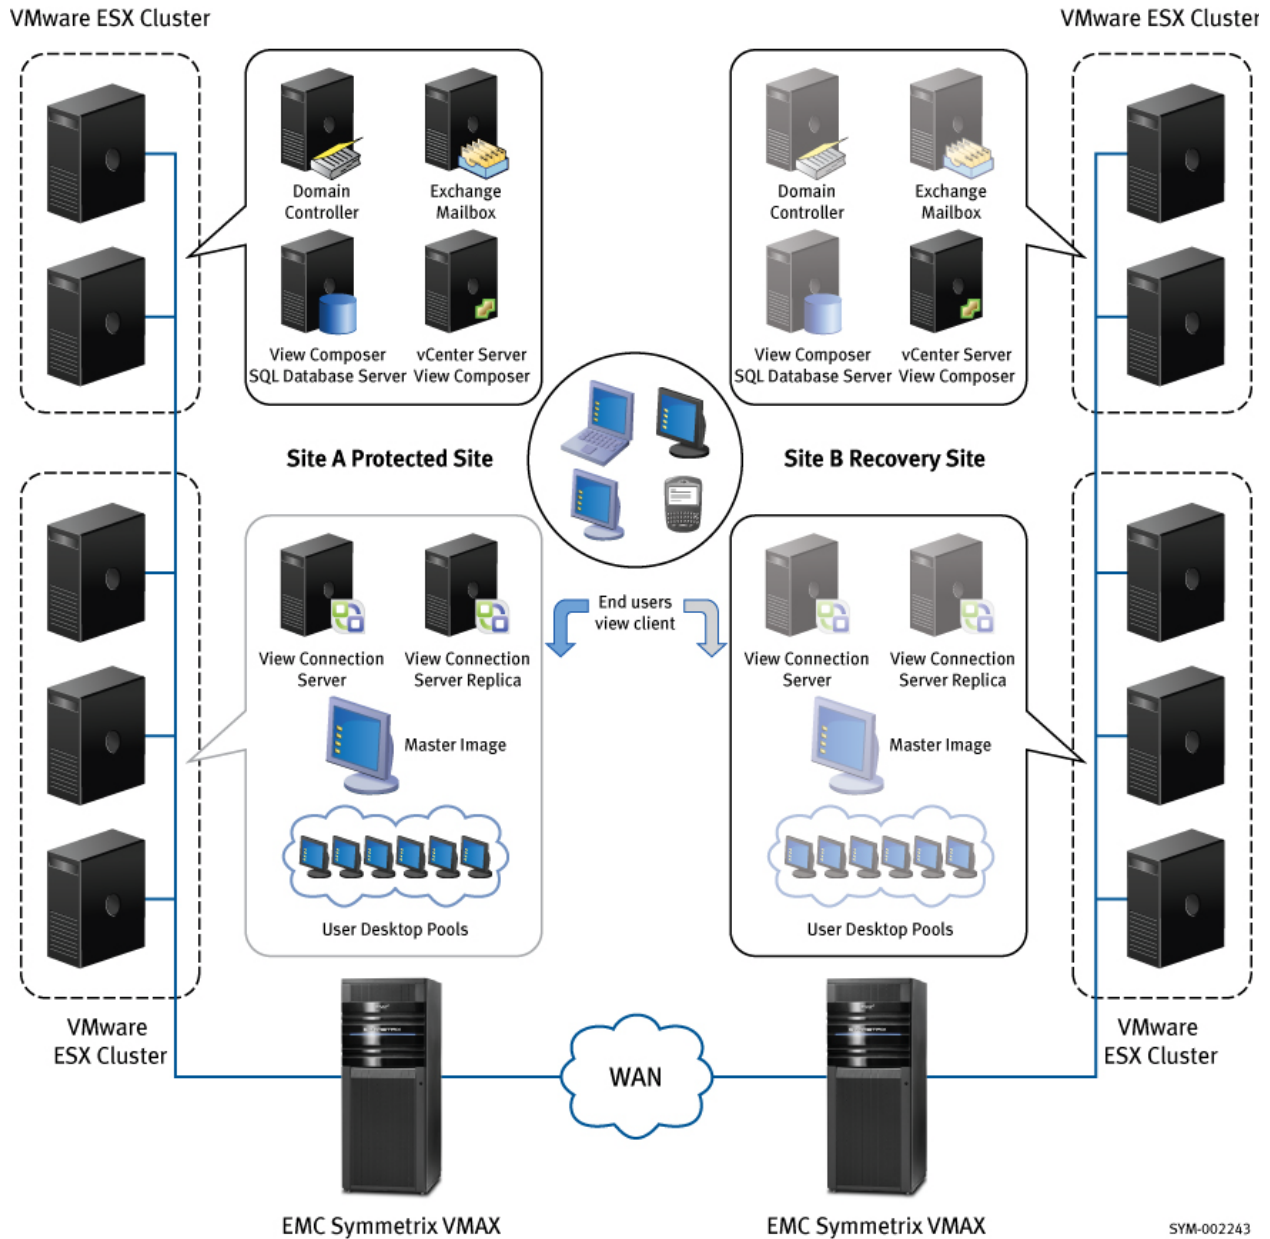 VMware ESX Cluster
VMware ESX Cluster
Domain
Controller
Exchange
Mailbox
View Composer
SQL Database Server
vCenter Server
View Composer
Domain
Controller
Exchange
Mailbox
View Composer
SQL Database Server
vCenter Server
View Composer
Site A Protected Site
Site B Recovery Site
End users
view client
View Connection
Server
View Connection
Server Replica
Master Image
User Desktop Pools
View Connection
Server
View Connection
Server Replica
Master Image
User Desktop Pools
VMware
ESX Cluster
VMware
ESX Cluster
WAN
EMC Symmetrix VMAX
EMC Symmetrix VMAX
SYM-002243